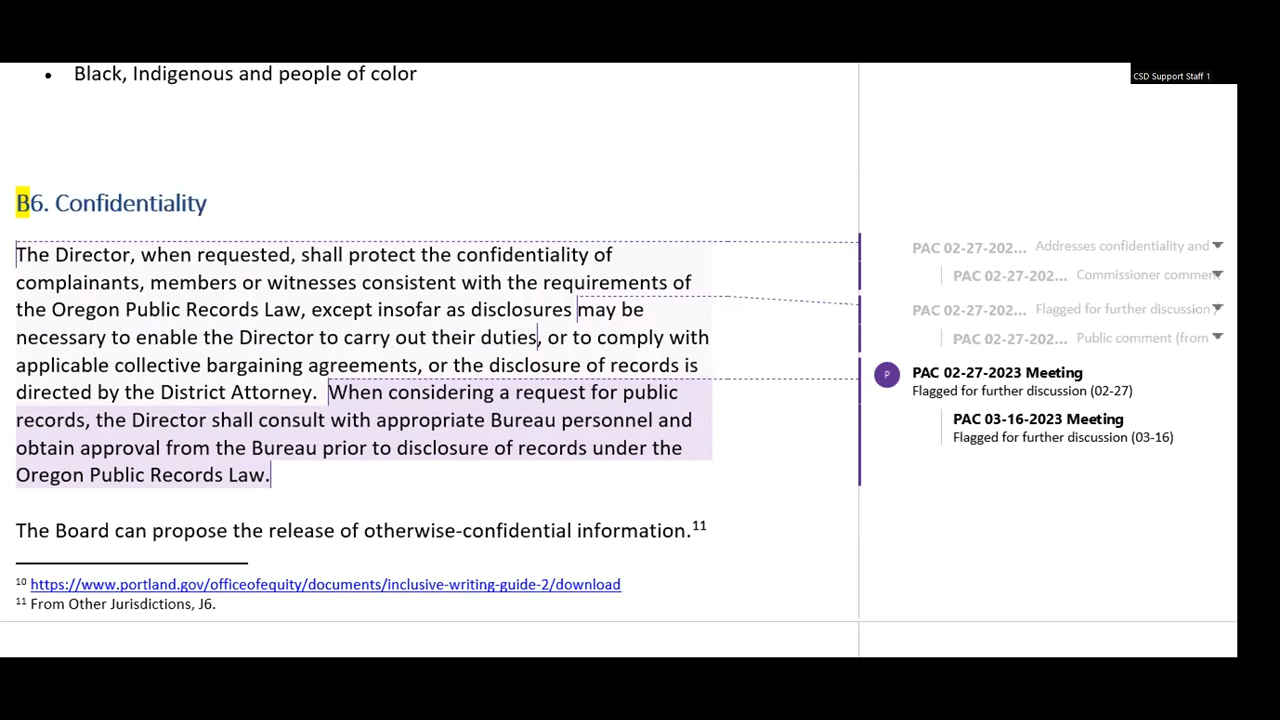 • Black, Indigenous and people of color
CSD Support Staff 1
B6. Confidentiality
The Director, when requested, shall protect the confidentiality of
complainants, members or witnesses consistent with the requirements of
the Oregon Public Records Law, except insofar as disclosures may be
necessary to enable the Director to carry out their duties, or to comply with
applicable collective bargaining agreements, or the disclosure of records is
directed by the District Attorney.  When considering a request for public
records, the Director shall consult with appropriate Bureau personnel and
obtain approval from the Bureau prior to disclosure of records under the
Oregon Public Records Law.
The Board can propose the release of otherwise-confidential information.¹¹
¹⁰ https://www.portland.gov/officeofequity/documents/inclusive-writing-guide-2/download
¹¹ From Other Jurisdictions, J6.
PAC 02-27-202... Addresses confidentiality and
PAC 02-27-202... Commissioner commen
PAC 02-27-202... Flagged for further discussion
PAC 02-27-202... Public comment (from
P
PAC 02-27-2023 Meeting
Flagged for further discussion (02-27)
PAC 03-16-2023 Meeting
Flagged for further discussion (03-16)